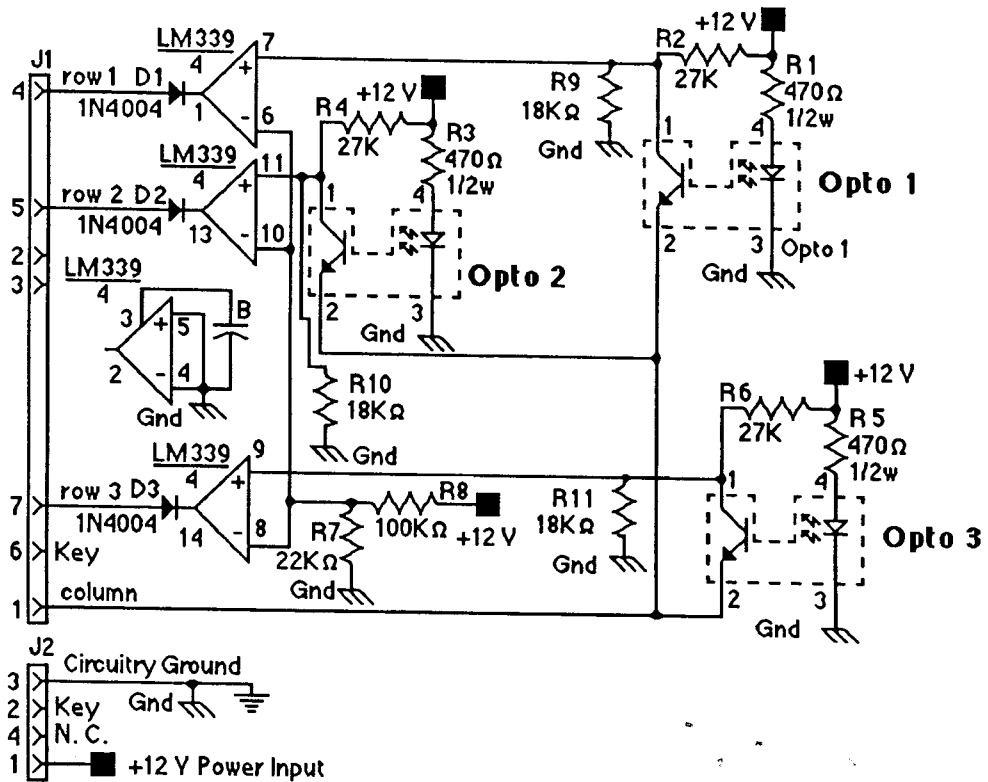 LM339
4
7
+12 V
R2
27K
R1
470Ω
1/2w
4
J1
4
row 1 D1
1N4004
1
+
-
6
R9
18KΩ
Gnd
1
+12 V
R4
27K
R3
470Ω
1/2w
4
LM339
4
11
1
Opto 1
5
row 2 D2
1N4004
13
+
-
10
2
3
Opto 1
Gnd
2
3
LM339
4
Opto 2
2
3
Gnd
3
+
5
B
2
-
4
Gnd
R10
18KΩ
Gnd
+12 V
R6
27K
R5
470Ω
1/2w
4
LM339
4
9
1
7
row 3 D3
1N4004
14
+
-
8
R8
100KΩ
+12 V
R7
22KΩ
Gnd
R11
18KΩ
Gnd
Opto 3
6
Key
1
column
2
3
Gnd
J2
3
Circuitry Ground
Gnd
2
Key
4
N. C.
1
+12 Y Power Input